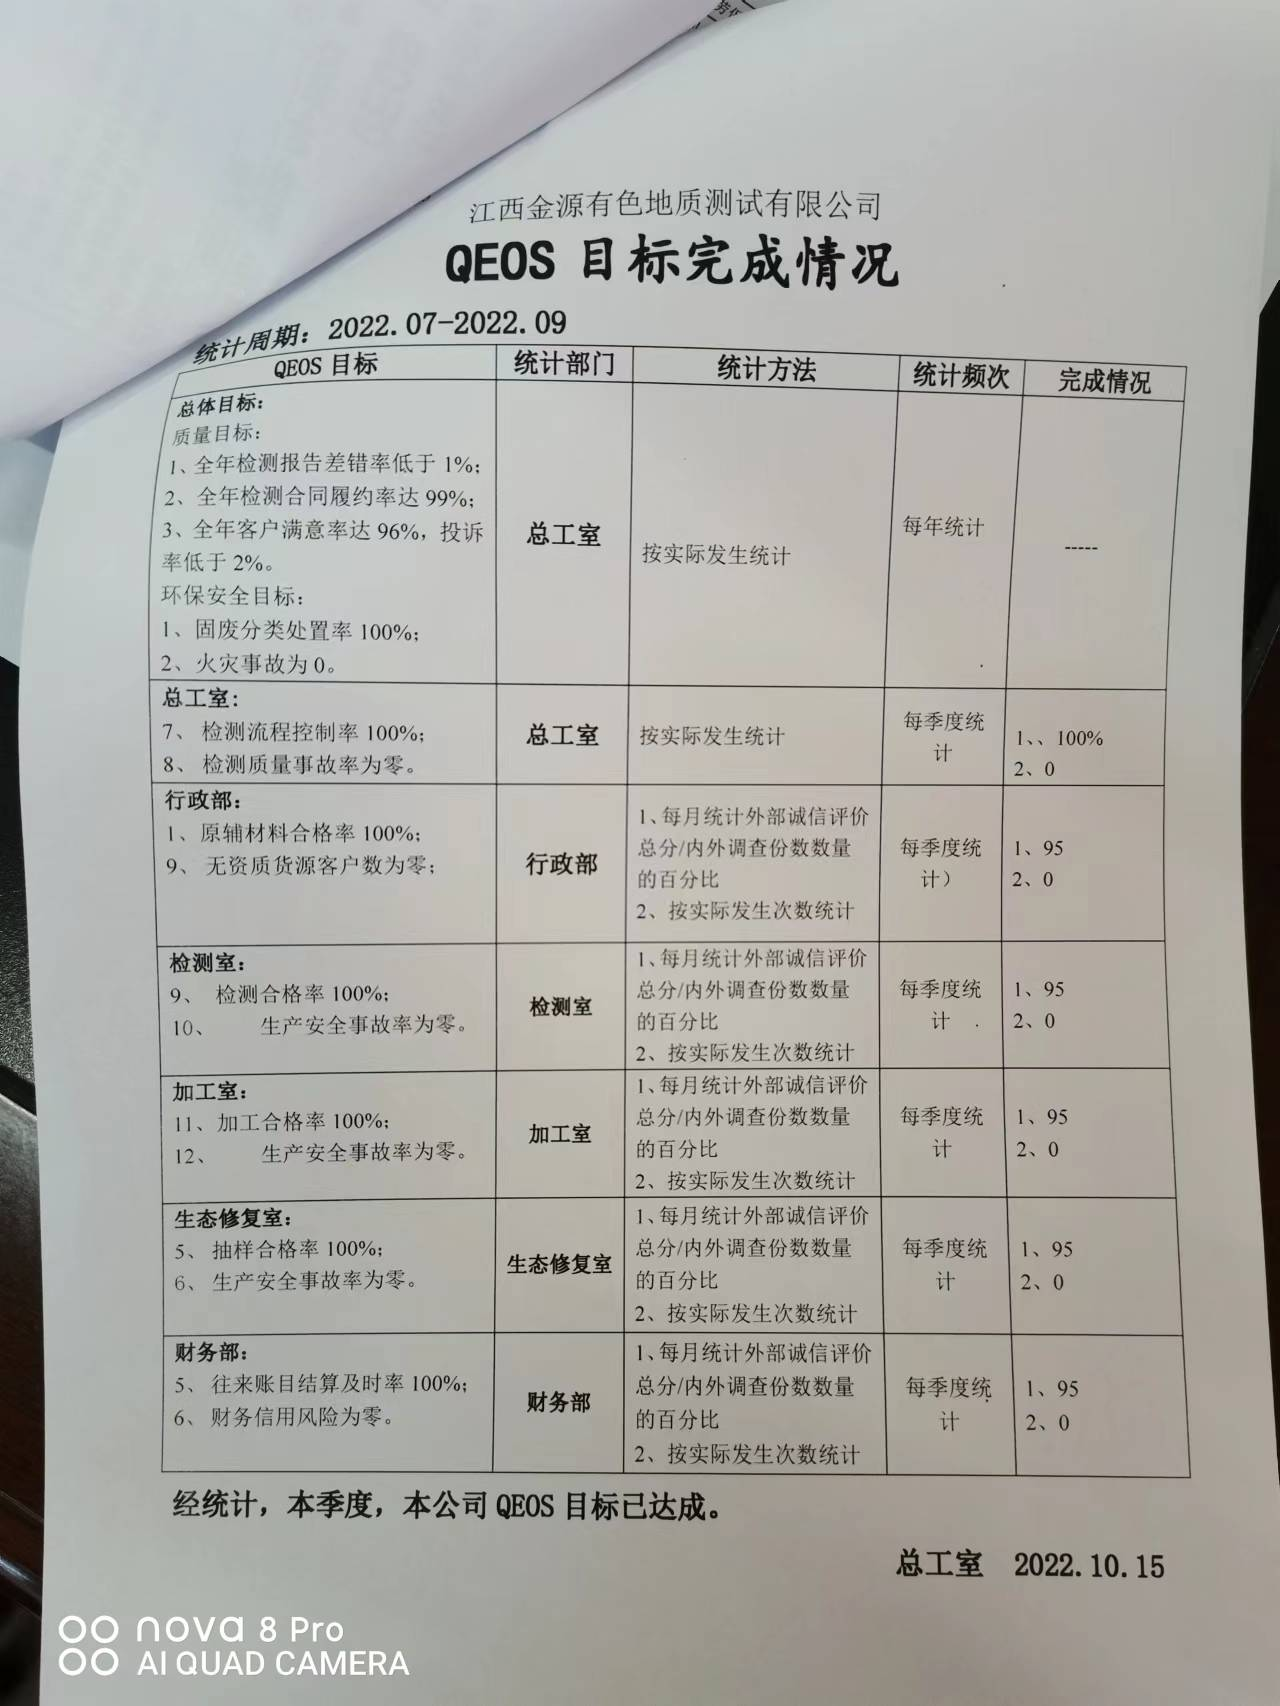 江西金源有色地质测试有限公司
QEOS 目标完成情况
统计周期：2022.07-2022.09
QEOS 目标 统计部门 统计方法 统计频次 完成情况
总体目标：
质量目标：
1、全年检测报告差错率低于 1%；
2、全年检测合同履约率达 99%；
3、全年客户满意率达 96%，投诉
率低于 2%。
环保安全目标：
1、固废分类处置率 100%；
2、火灾事故为 0。
总工室
按实际发生统计
每年统计
-----
总工室：
7、 检测流程控制率 100%；
8、 检测质量事故率为零。
总工室
按实际发生统计
每季度统
计
1、、100%
2、0
行政部：
1、原辅材料合格率 100%；
9、 无资质货源客户数为零；
行政部
1、每月统计外部诚信评价
总分/内外调查份数数量
的百分比
2、按实际发生次数统计
每季度统
计）
1、95
2、0
检测室：
9、 检测合格率 100%；
10、 生产安全事故率为零。
检测室
1、每月统计外部诚信评价
总分/内外调查份数数量
的百分比
2、按实际发生次数统计
每季度统
计
1、95
2、0
加工室：
11、加工合格率 100%；
12、 生产安全事故率为零。
加工室
1、每月统计外部诚信评价
总分/内外调查份数数量
的百分比
2、按实际发生次数统计
每季度统
计
1、95
2、0
生态修复室：
5、 抽样合格率 100%；
6、 生产安全事故率为零。
生态修复室
1、每月统计外部诚信评价
总分/内外调查份数数量
的百分比
2、按实际发生次数统计
每季度统
计
1、95
2、0
财务部：
5、 往来账目结算及时率 100%；
6、 财务信用风险为零。
财务部
1、每月统计外部诚信评价
总分/内外调查份数数量
的百分比
2、按实际发生次数统计
每季度统
计
1、95
2、0
经统计，本季度，本公司 QEOS 目标已达成。
总工室 2022.10.15
nova 8 Pro
AI QUAD CAMERA